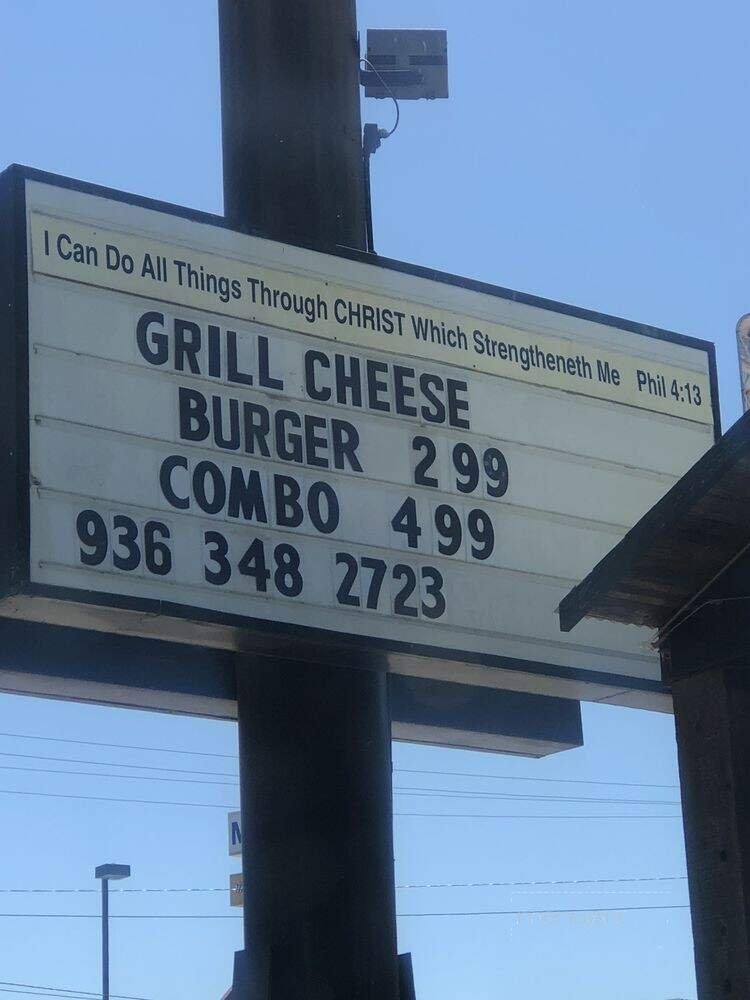 I Can Do All Things Through CHRIST Which Strengtheneth Me Phil 4:13
GRILL CHEESE
BURGER 2 99
COMBO 4 99
936 348 2723